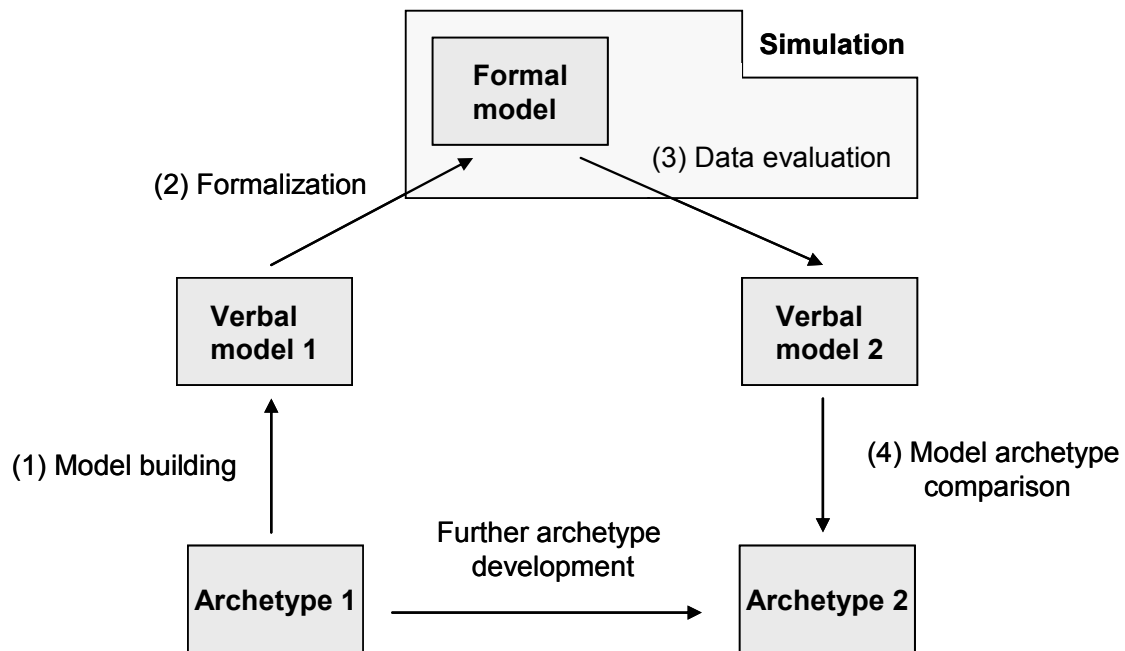 Simulation
Formal
model
(2) Formalization
(3) Data evaluation
Verbal
model 1
Verbal
model 2
(1) Model building
(4) Model archetype
comparison
Further archetype
development
Archetype 1
Archetype 2